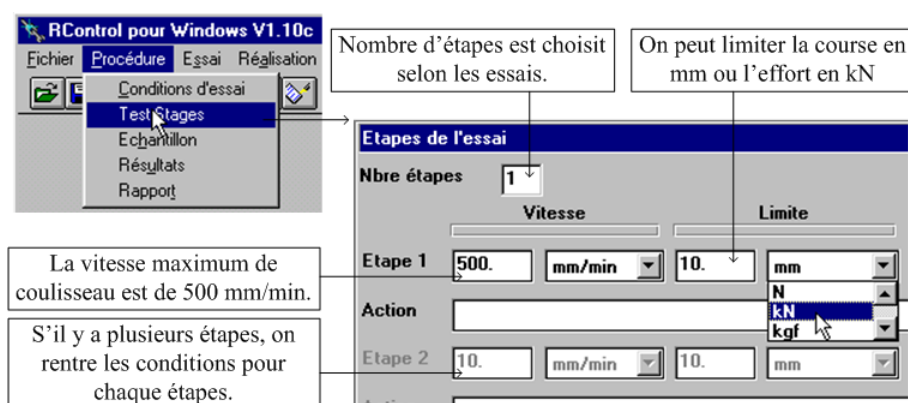 RControl pour Windows V1.10c
Fichier Procédure Essai Réalisation
Conditions d'essai
Test Stages
Echantillon
Résultats
Rapport
Nombre d'étapes est choisit
selon les essais.
On peut limiter la course en
mm ou l'effort en kN
Etapes de l'essai
Nbre étapes 1
Vitesse Limite
La vitesse maximum de
coulisseau est de 500 mm/min.
Etape 1 500. mm/min 10. mm
N
kN
kgf
Action
S'il y a plusieurs étapes, on
rentre les conditions pour
chaque étapes.
Etape 2 10. mm/min 10. mm